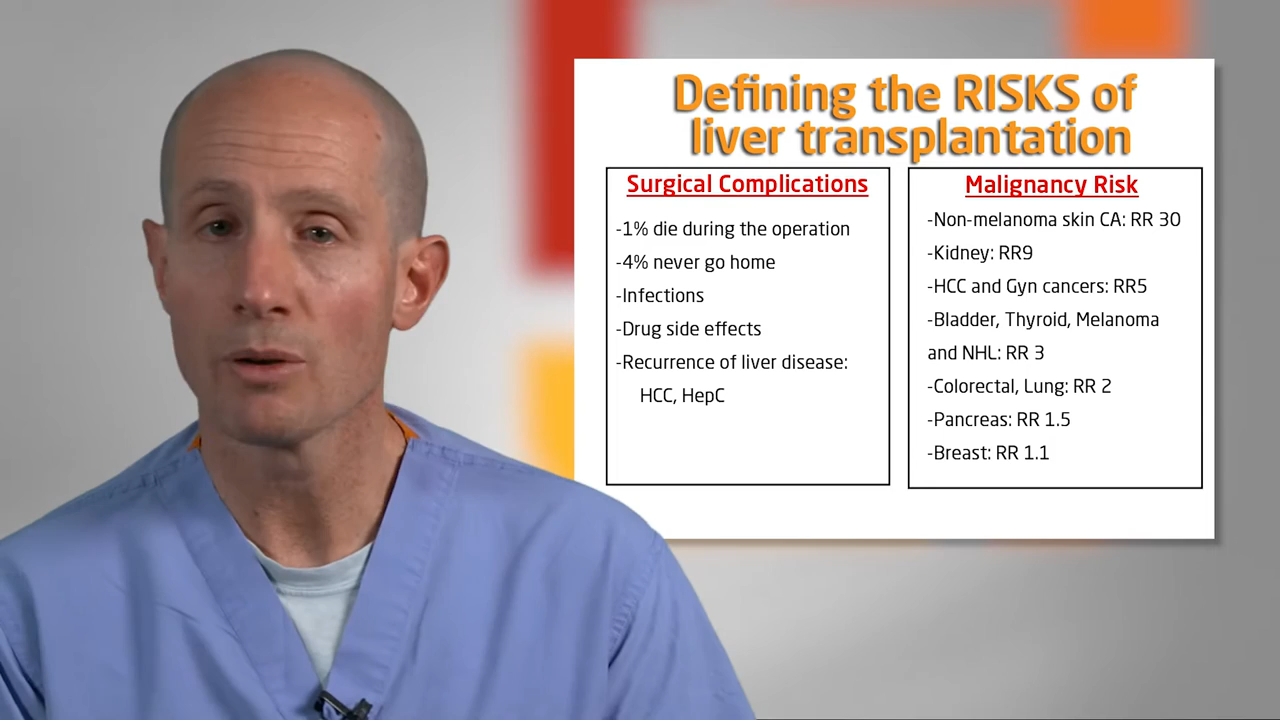 Defining the RISKS of
liver transplantation
Surgical Complications
-1% die during the operation
-4% never go home
-Infections
-Drug side effects
-Recurrence of liver disease:
HCC, HepC
Malignancy Risk
-Non-melanoma skin CA: RR 30
-Kidney: RR9
-HCC and Gyn cancers: RR5
-Bladder, Thyroid, Melanoma
and NHL: RR 3
-Colorectal, Lung: RR 2
-Pancreas: RR 1.5
-Breast: RR 1.1